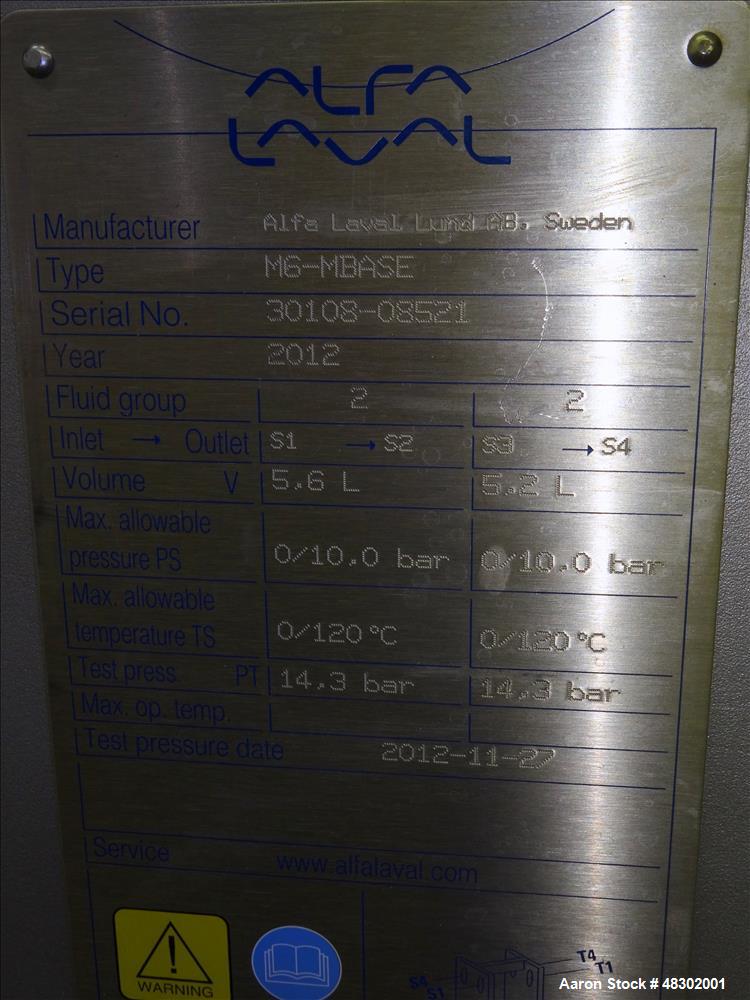 ALFA
LAVAL
Manufacturer Alfa Laval Lund AB. Sweden
Type M6-MBASE
Serial No. 30108-08521
Year 2012
Fluid group 2 2
Inlet → Outlet S1 → S2 S3 → S4
Volume V 5.6 L 5.2 L
Max. allowable
pressure PS 0/10.0 bar 0/10.0 bar
Max. allowable
temperature TS 0/120 °C 0/120 °C
Test press. PT 14.3 bar 14.3 bar
Max. op. temp.
Test pressure date 2012-11-27
Service www.alfalaval.com
WARNING
T4
T1
S4
S1
Aaron Stock # 48302001